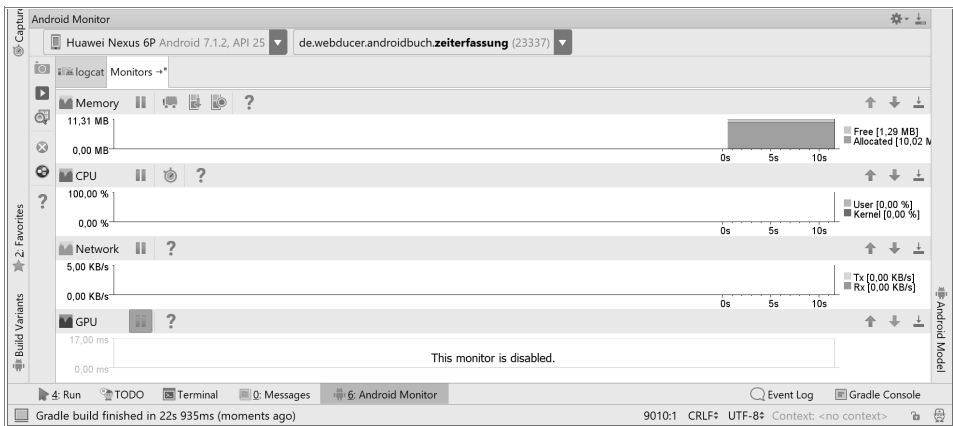 Android Monitor
Captur
Huawei Nexus 6P Android 7.1.2, API 25
de.webducer.androidbuch.zeiterfassung (23337)
logcat Monitors →"
Memory ?
11,31 MB
0,00 MB
0s 5s 10s
Free [1,29 MB]
Allocated [10,02 M
CPU ?
100,00 %
0,00 %
0s 5s 10s
User [0,00 %]
Kernel [0,00 %]
Network ?
5,00 KB/s
0,00 KB/s
0s 5s 10s
Tx [0,00 KB/s]
Rx [0,00 KB/s]
GPU ?
17,00 ms
0,00 ms
This monitor is disabled.
?
2: Favorites
Build Variants
Android Model
4: Run TODO Terminal 0: Messages 6: Android Monitor Event Log Gradle Console
Gradle build finished in 22s 935ms (moments ago) 9010:1 CRLF UTF-8 Context: <no context>